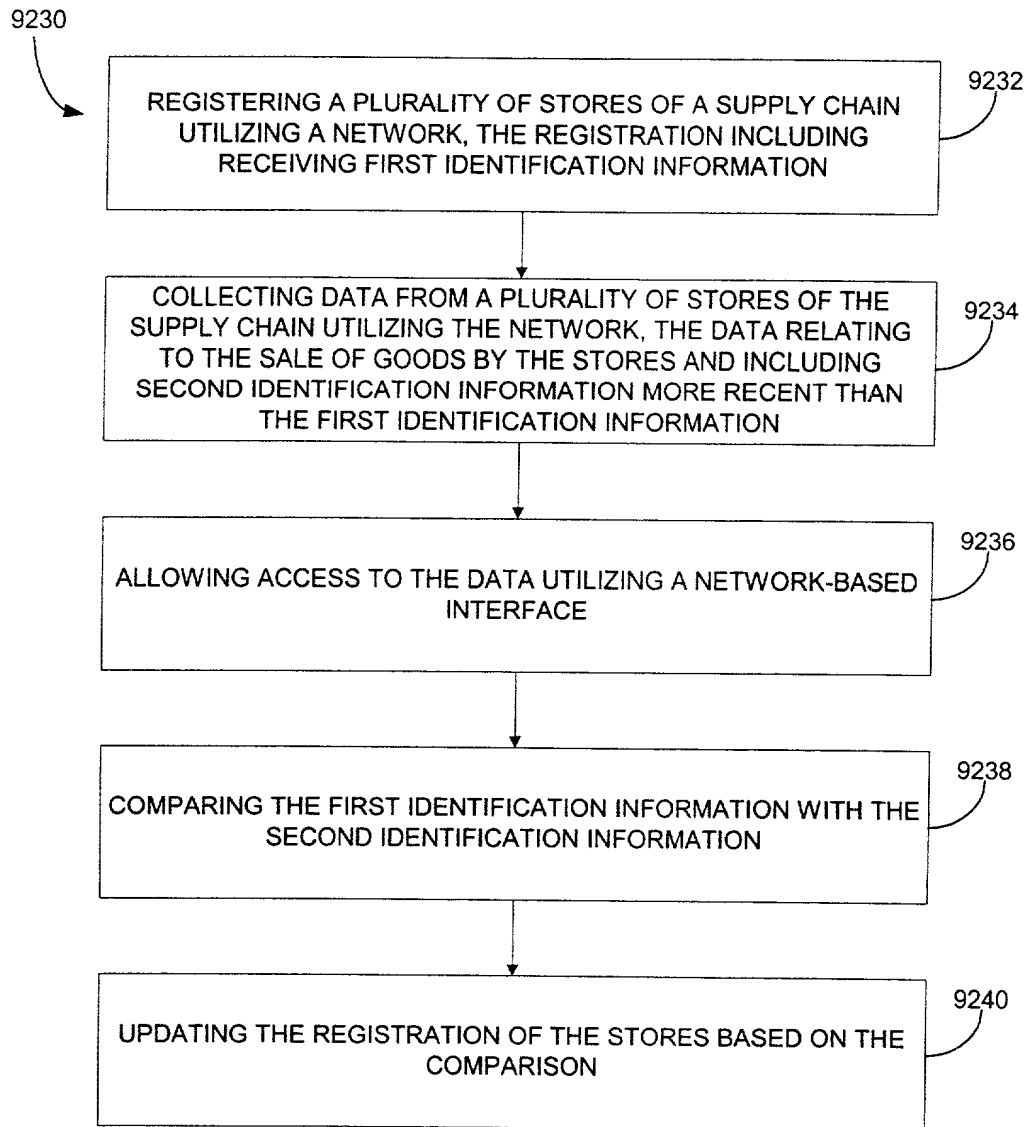 9230
REGISTERING A PLURALITY OF STORES OF A SUPPLY CHAIN
UTILIZING A NETWORK, THE REGISTRATION INCLUDING
RECEIVING FIRST IDENTIFICATION INFORMATION
9232
COLLECTING DATA FROM A PLURALITY OF STORES OF THE
SUPPLY CHAIN UTILIZING THE NETWORK, THE DATA RELATING
TO THE SALE OF GOODS BY THE STORES AND INCLUDING
SECOND IDENTIFICATION INFORMATION MORE RECENT THAN
THE FIRST IDENTIFICATION INFORMATION
9234
ALLOWING ACCESS TO THE DATA UTILIZING A NETWORK-BASED
INTERFACE
9236
COMPARING THE FIRST IDENTIFICATION INFORMATION WITH THE
SECOND IDENTIFICATION INFORMATION
9238
UPDATING THE REGISTRATION OF THE STORES BASED ON THE
COMPARISON
9240